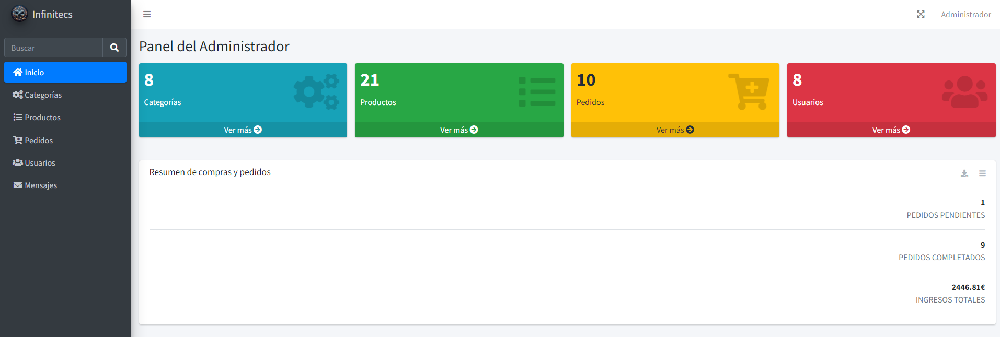 Infinitecs
Administrador
Buscar
Inicio
Categorías
Productos
Pedidos
Usuarios
Mensajes
Panel del Administrador
8
Categorías
Ver más
21
Productos
Ver más
10
Pedidos
Ver más
8
Usuarios
Ver más
Resumen de compras y pedidos
1
PEDIDOS PENDIENTES
9
PEDIDOS COMPLETADOS
2446.81€
INGRESOS TOTALES